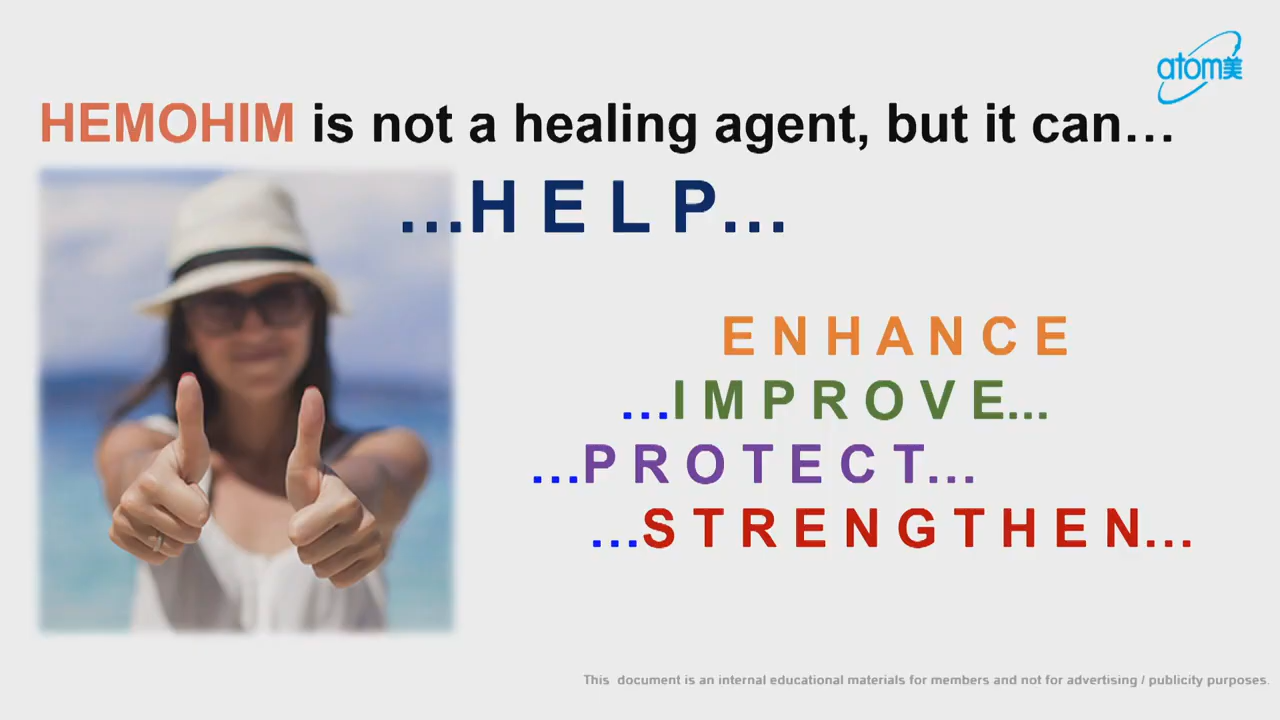 atom美
HEMOHIM is not a healing agent, but it can…
…H E L P…
E N H A N C E
…I M P R O V E…
…P R O T E C T…
…S T R E N G T H E N…
This document is an internal educational materials for members and not for advertising / publicity purposes.